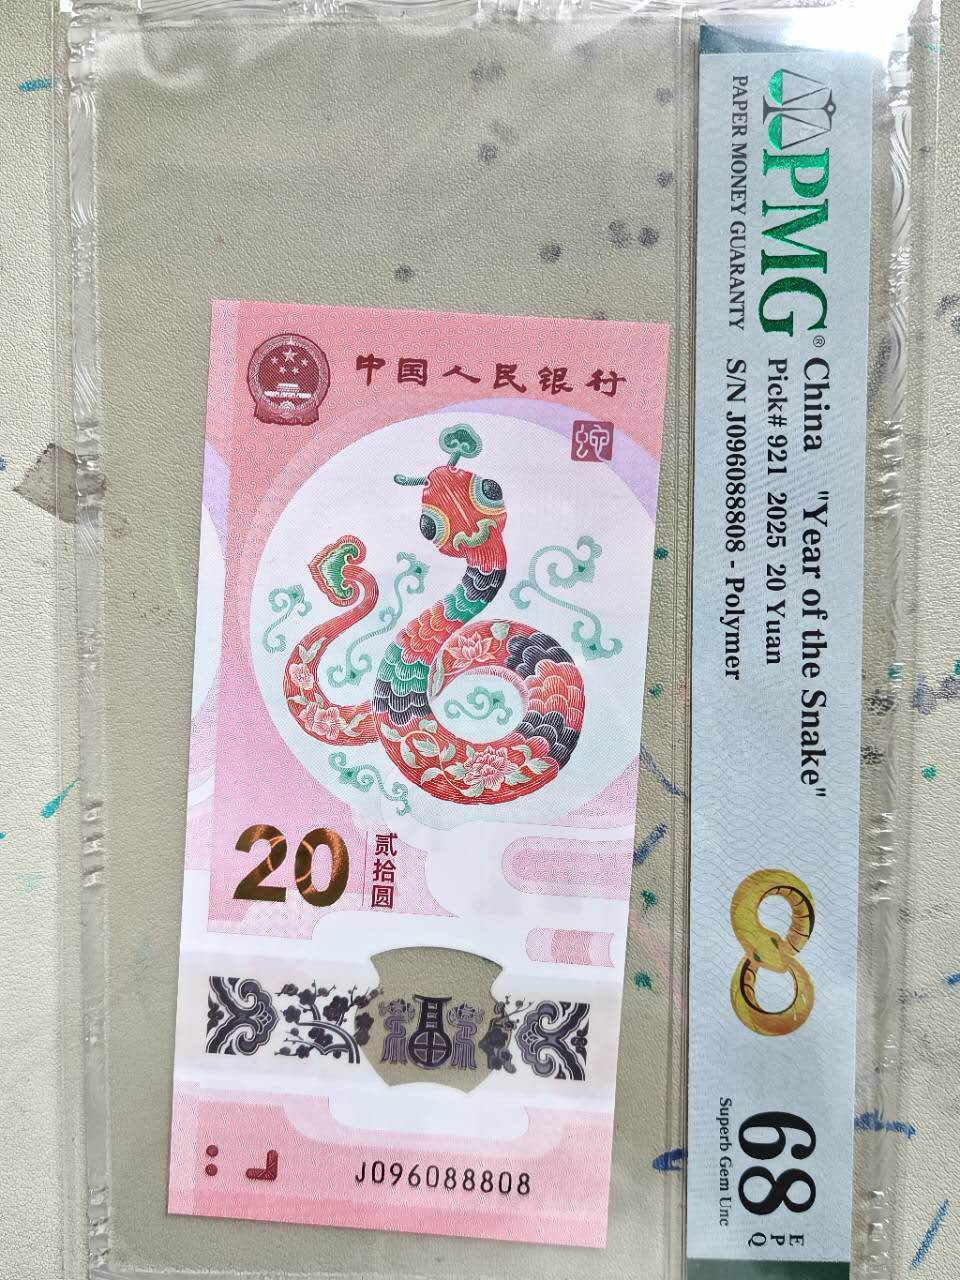 中国人民银行
蛇
20
贰拾圆
J096088808
PMG®
PAPER MONEY GUARANTY
China "Year of the Snake"
Pick# 921 2025 20 Yuan
S/N J096088808 - Polymer
68 EPQ
Superb Gem Unc